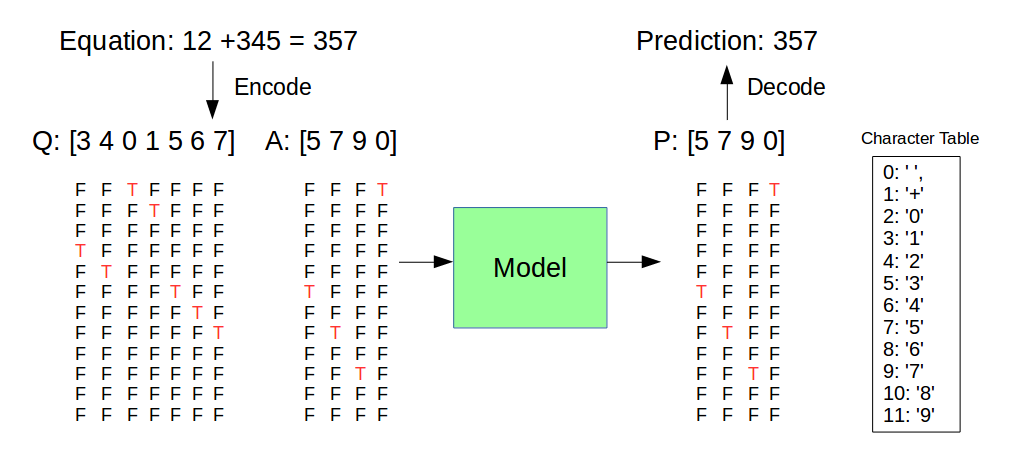 Equation: 12 +345 = 357
Prediction: 357
Encode
Decode
Q: [3 4 0 1 5 6 7]
A: [5 7 9 0]
P: [5 7 9 0]
Character Table
F F T F F F F
F F F T F F F
F F F F F F F
T F F F F F F
F T F F F F F
F F F F T F F
F F F F F T F
F F F F F F T
F F F F F F F
F F F F F F F
F F F F F F F
F F F F F F F
F F F T
F F F F
F F F F
F F F F
F F F F
T F F F
F F F F
F T F F
F F F F
F F T F
F F F F
F F F F
Model
F F F T
F F F F
F F F F
F F F F
F F F F
T F F F
F F F F
F T F F
F F F F
F F T F
F F F F
F F F F
0: ' ',
1: '+'
2: '0'
3: '1'
4: '2'
5: '3'
6: '4'
7: '5'
8: '6'
9: '7'
10: '8'
11: '9'